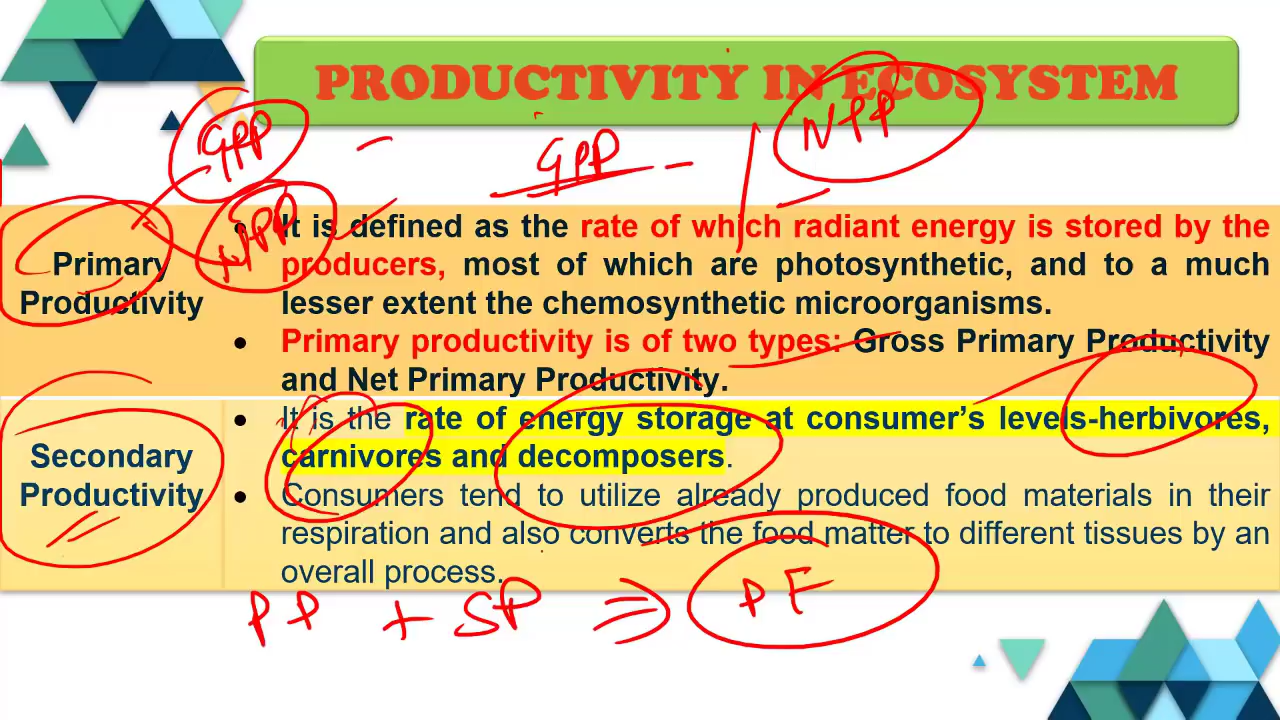 PRODUCTIVITY IN ECOSYSTEM
GPP
GPP
NPP
NPP
Primary
Productivity
• It is defined as the rate of which radiant energy is stored by the
producers, most of which are photosynthetic, and to a much
lesser extent the chemosynthetic microorganisms.
• Primary productivity is of two types: Gross Primary Productivity
and Net Primary Productivity.
Secondary
Productivity
• It is the rate of energy storage at consumer's levels-herbivores,
carnivores and decomposers.
• Consumers tend to utilize already produced food materials in their
respiration and also converts the food matter to different tissues by an
overall process.
PP + SP ⇒ PE